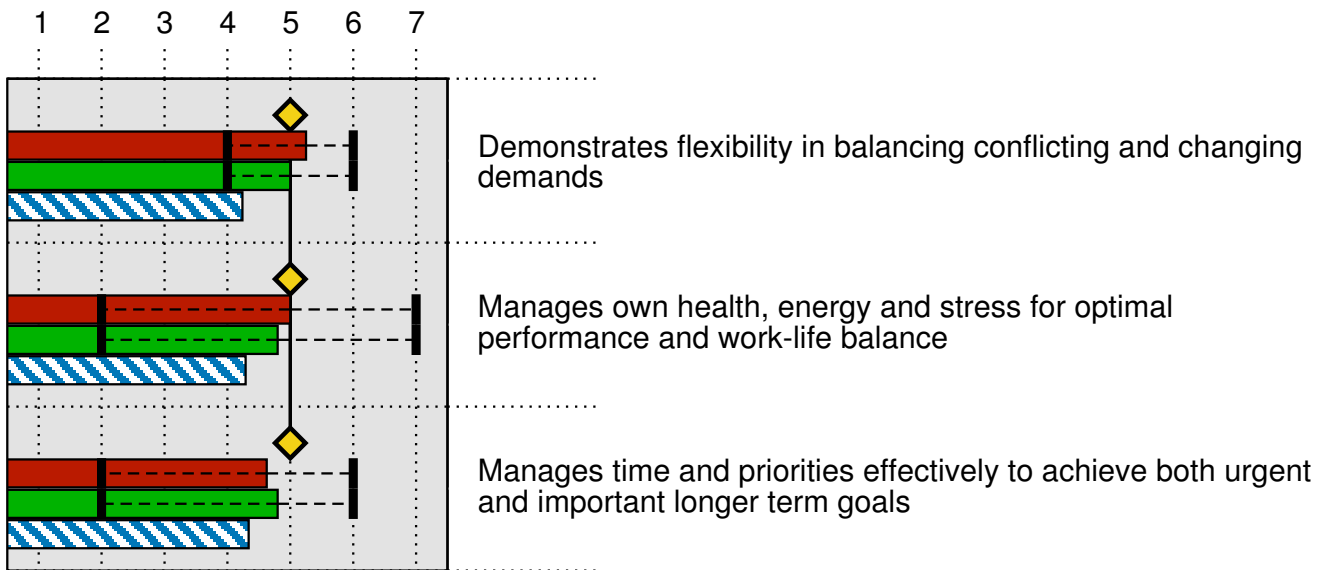 1 2 3 4 5 6 7
Demonstrates flexibility in balancing conflicting and changing
demands
Manages own health, energy and stress for optimal
performance and work-life balance
Manages time and priorities effectively to achieve both urgent
and important longer term goals